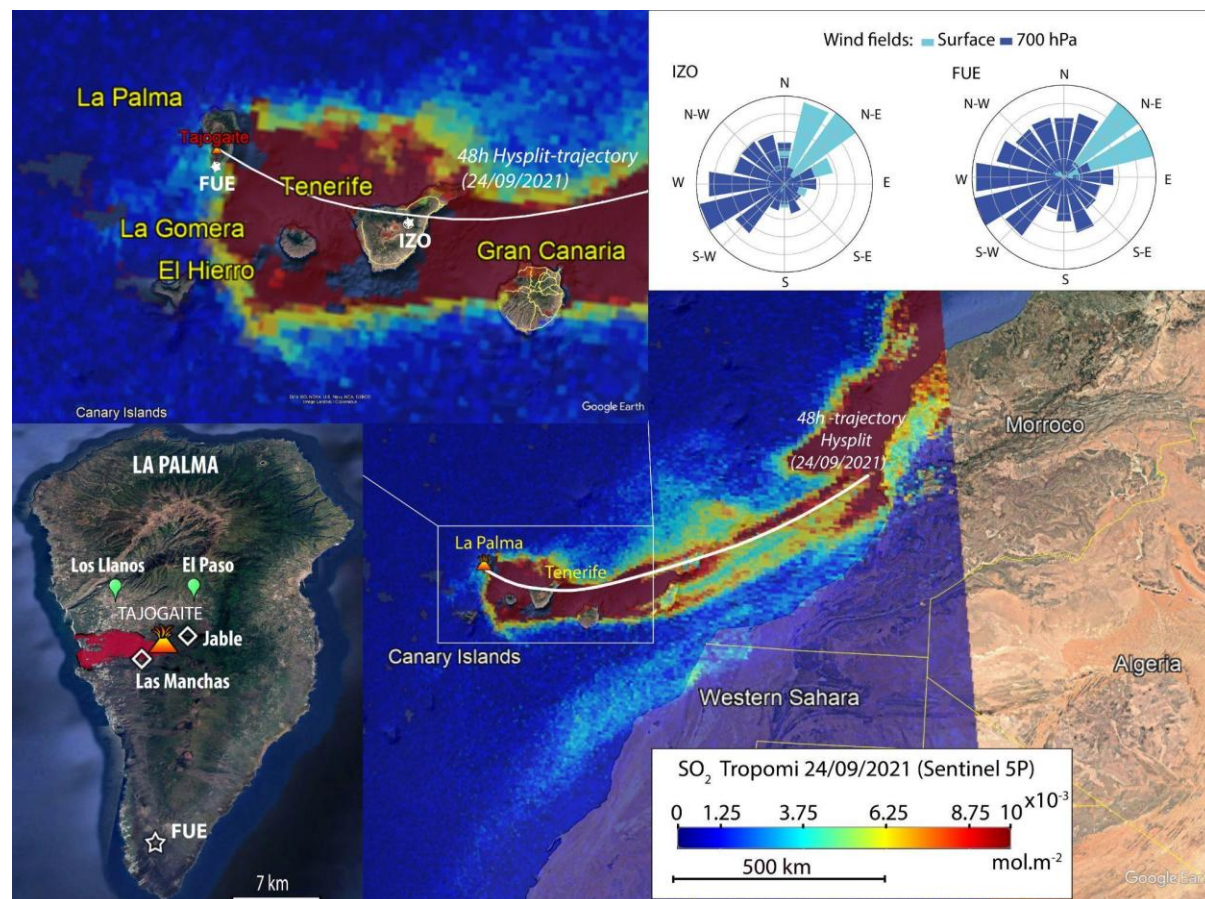 La Palma
Tajogaite
FUE
48h Hysplit-trajectory
(24/09/2021)
Tenerife
La Gomera
IZO
El Hierro
Gran Canaria
Canary Islands
Google Earth
Wind fields: Surface 700 hPa
IZO
N
N-W N-E
W E
S-W S-E
S
FUE
N
N-W N-E
W E
S-W S-E
S
LA PALMA
Los Llanos El Paso
TAJOGAITE
Jable
Las Manchas
FUE
7 km
48h -trajectory
Hysplit
(24/09/2021)
Morroco
La Palma
Tenerife
Canary Islands
Algeria
Western Sahara
SO2 Tropomi 24/09/2021 (Sentinel 5P)
0 1.25 3.75 6.25 8.75 10 x10-3
500 km mol.m-2
Google Ear